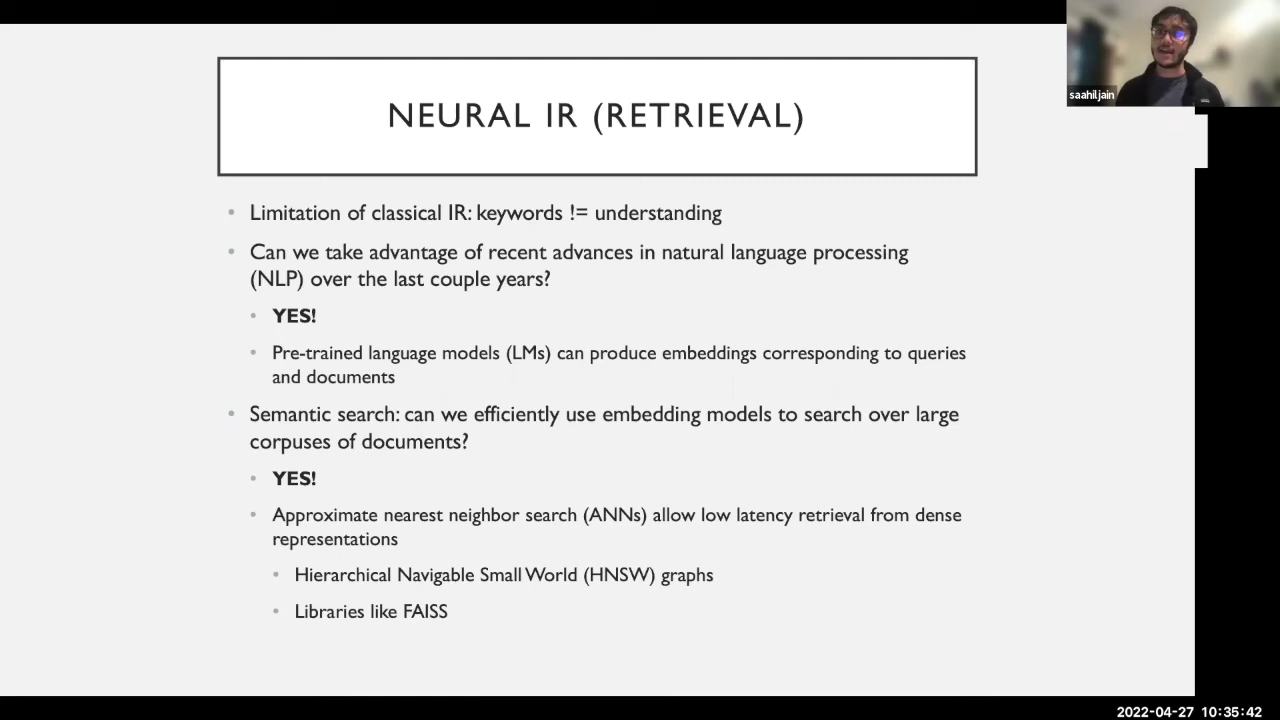 saahil jain
NEURAL IR (RETRIEVAL)
• Limitation of classical IR: keywords != understanding
• Can we take advantage of recent advances in natural language processing
(NLP) over the last couple years?
• YES!
• Pre-trained language models (LMs) can produce embeddings corresponding to queries
and documents
• Semantic search: can we efficiently use embedding models to search over large
corpuses of documents?
• YES!
• Approximate nearest neighbor search (ANNs) allow low latency retrieval from dense
representations
• Hierarchical Navigable Small World (HNSW) graphs
• Libraries like FAISS
2022-04-27 10:35:42